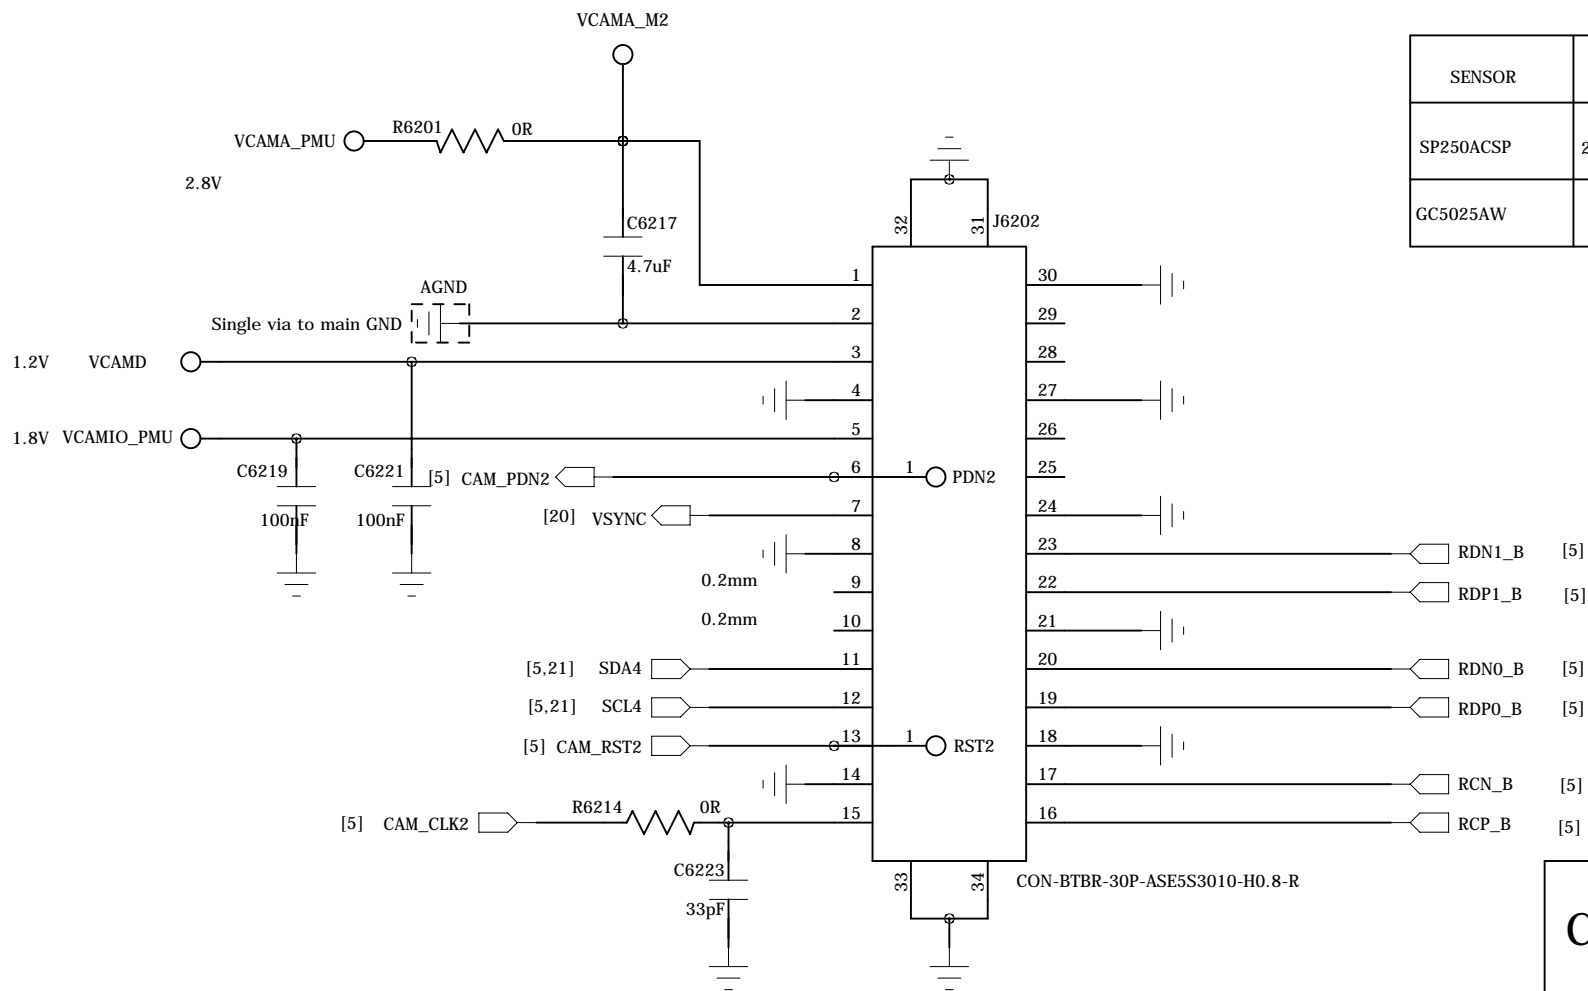 VCAMA_M2
SENSOR
R6201 0R
VCAMA_PMU
SP250ACSP 2
2.8V
32 31 J6202
GC5025AW
C6217
4.7uF
1 30
AGND
Single via to main GND 2 29
1.2V VCAMD 3 28
4 27
1.8V VCAMIO_PMU 5 26
C6219 C6221 [5] CAM_PDN2 6 1 PDN2 25
100nF 100nF [20] VSYNC 7 24
8 23 RDN1_B [5]
0.2mm 9 22 RDP1_B [5]
0.2mm 10 21
[5,21] SDA4 11 20 RDN0_B [5]
[5,21] SCL4 12 19 RDP0_B [5]
[5] CAM_RST2 13 1 RST2 18
14 17 RCN_B [5]
R6214 0R
[5] CAM_CLK2 15 16 RCP_B [5]
C6223 33 34 CON-BTBR-30P-ASE5S3010-H0.8-R
33pF